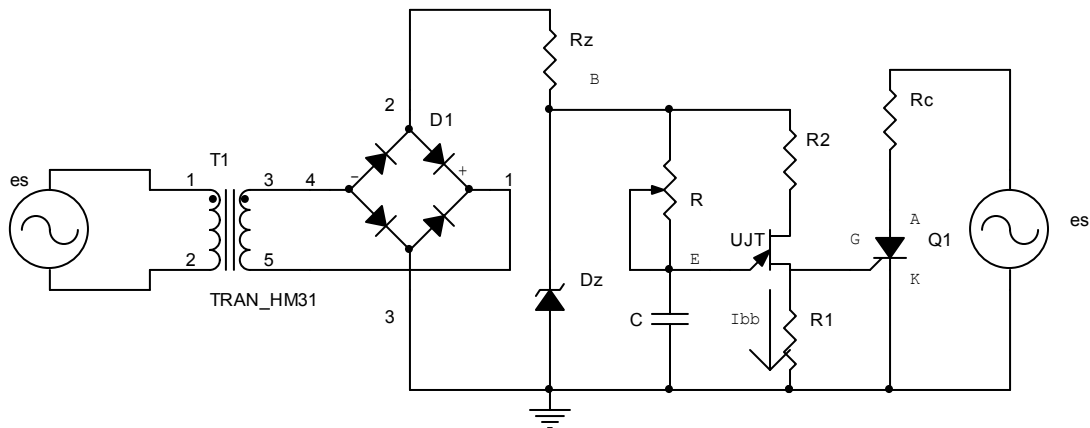 es
1
2
T1
3
5
TRAN_HM31
4
2
D1
-
+
1
3
Rz
B
Dz
R
E
C
R2
UJT
Ibb
R1
G
Rc
A
Q1
K
es